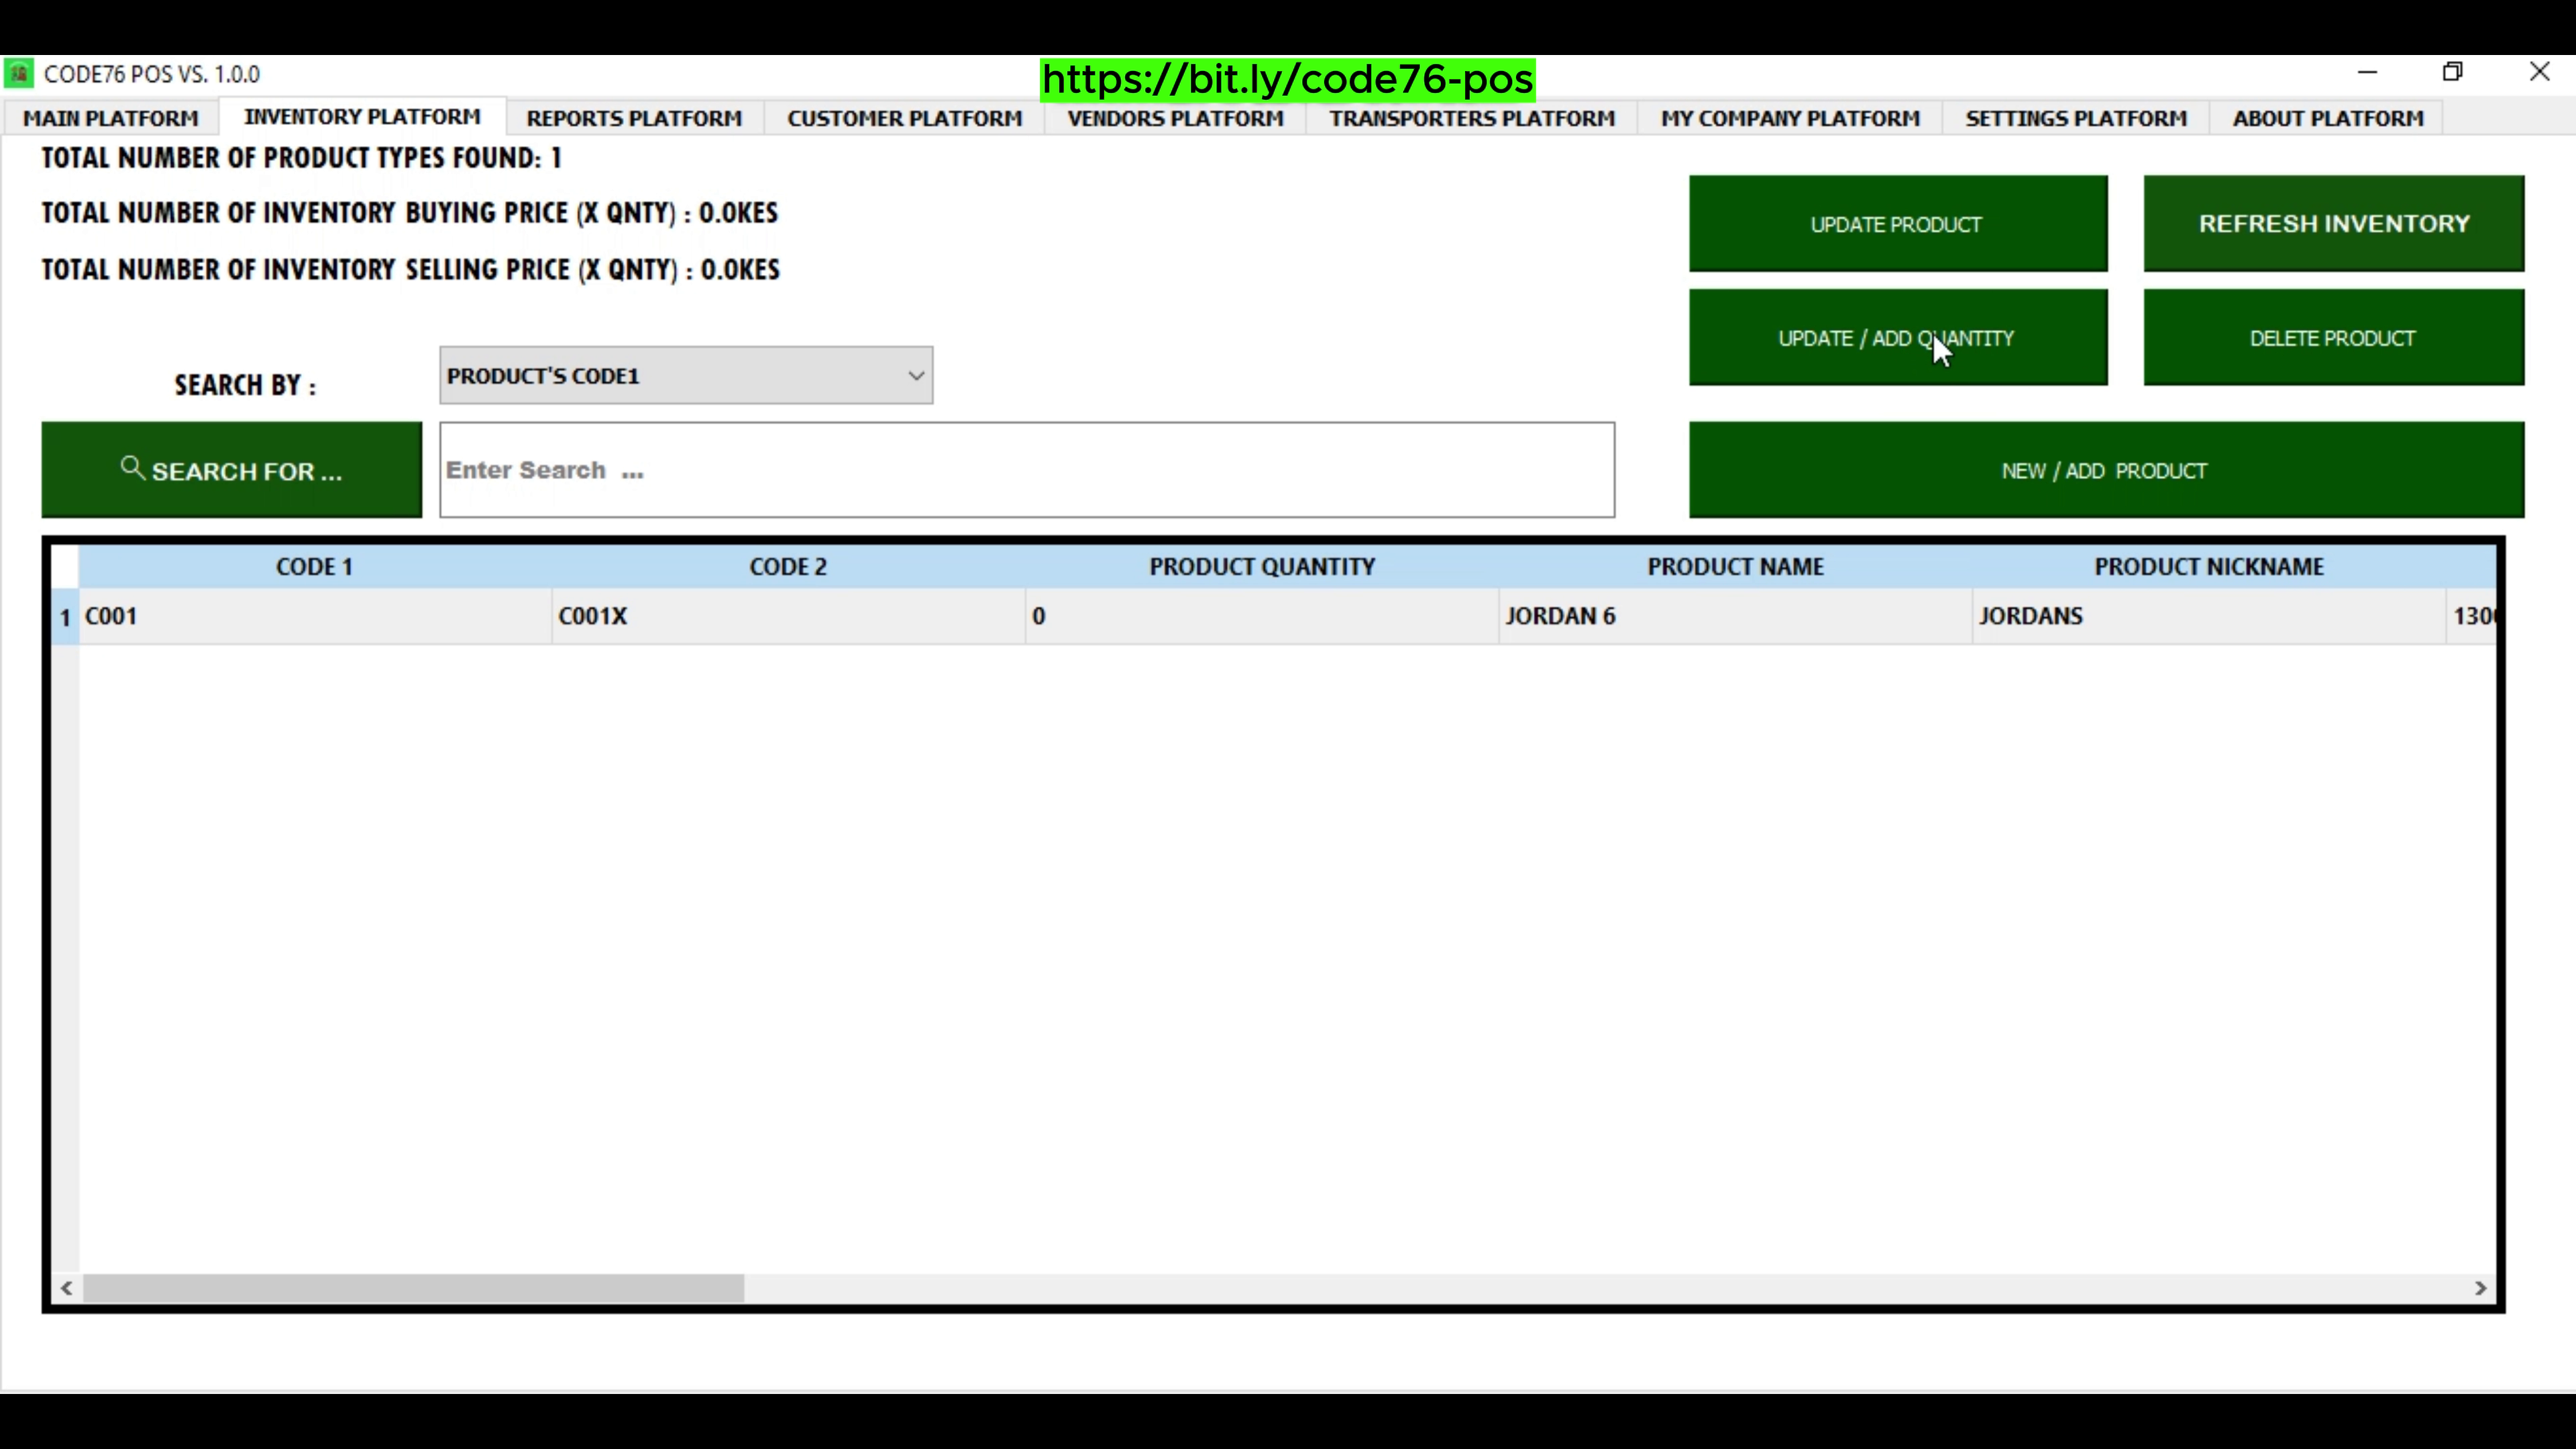 CODE76 POS VS. 1.0.0
https://bit.ly/code76-pos
MAIN PLATFORM
INVENTORY PLATFORM
REPORTS PLATFORM
CUSTOMER PLATFORM
VENDORS PLATFORM
TRANSPORTERS PLATFORM
MY COMPANY PLATFORM
SETTINGS PLATFORM
ABOUT PLATFORM
TOTAL NUMBER OF PRODUCT TYPES FOUND: 1
TOTAL NUMBER OF INVENTORY BUYING PRICE (X QNTY) : 0.0KES
TOTAL NUMBER OF INVENTORY SELLING PRICE (X QNTY) : 0.0KES
UPDATE PRODUCT
REFRESH INVENTORY
UPDATE / ADD QUANTITY
DELETE PRODUCT
SEARCH BY :
PRODUCT'S CODE1
SEARCH FOR ...
Enter Search ...
NEW / ADD PRODUCT
CODE 1 CODE 2 PRODUCT QUANTITY PRODUCT NAME PRODUCT NICKNAME
1 C001 C001X 0 JORDAN 6 JORDANS